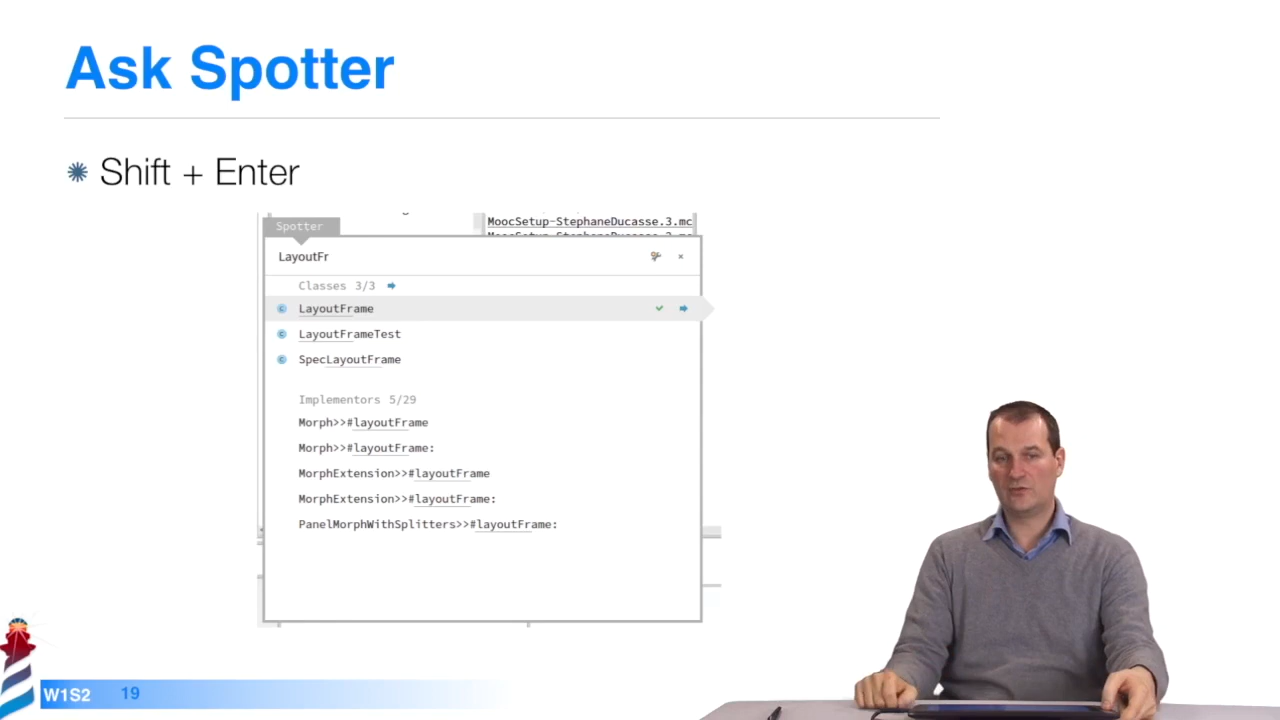 Ask Spotter
Shift + Enter
MoocSetup-StephaneDucasse.3.mc
Spotter
LayoutFr
Classes 3/3
LayoutFrame
LayoutFrameTest
SpecLayoutFrame
Implementors 5/29
Morph>>#layoutFrame
Morph>>#layoutFrame:
MorphExtension>>#layoutFrame
MorphExtension>>#layoutFrame:
PanelMorphWithSplitters>>#layoutFrame:
W1S2 19